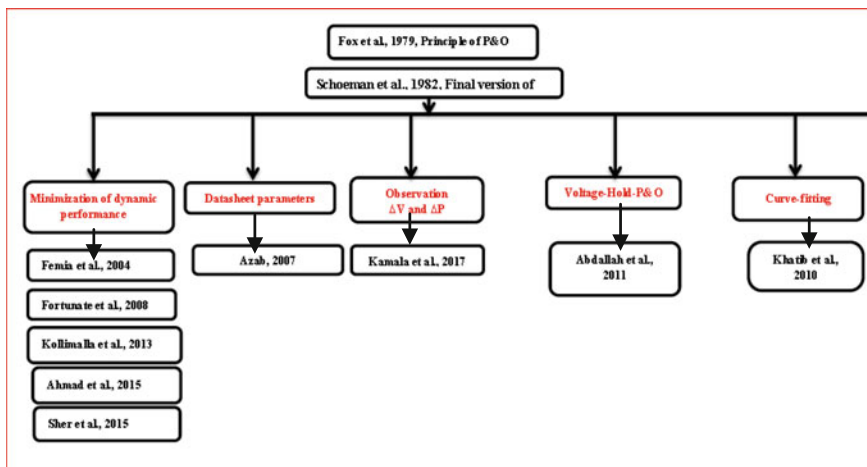 Fox et al., 1979, Principle of P&O
Schoeman et al., 1982, Final version of
Minimization of dynamic
performance
Femia et al., 2004
Fortunate et al., 2008
Kollimalla et al., 2013
Ahmad et al., 2015
Sher et al., 2015
Datasheet parameters
Azab, 2007
Observation
ΔV and ΔP
Kamala et al., 2017
Voltage-Hold-P&O
Abdallah et al.,
2011
Curve-fitting
Khatib et al.,
2010